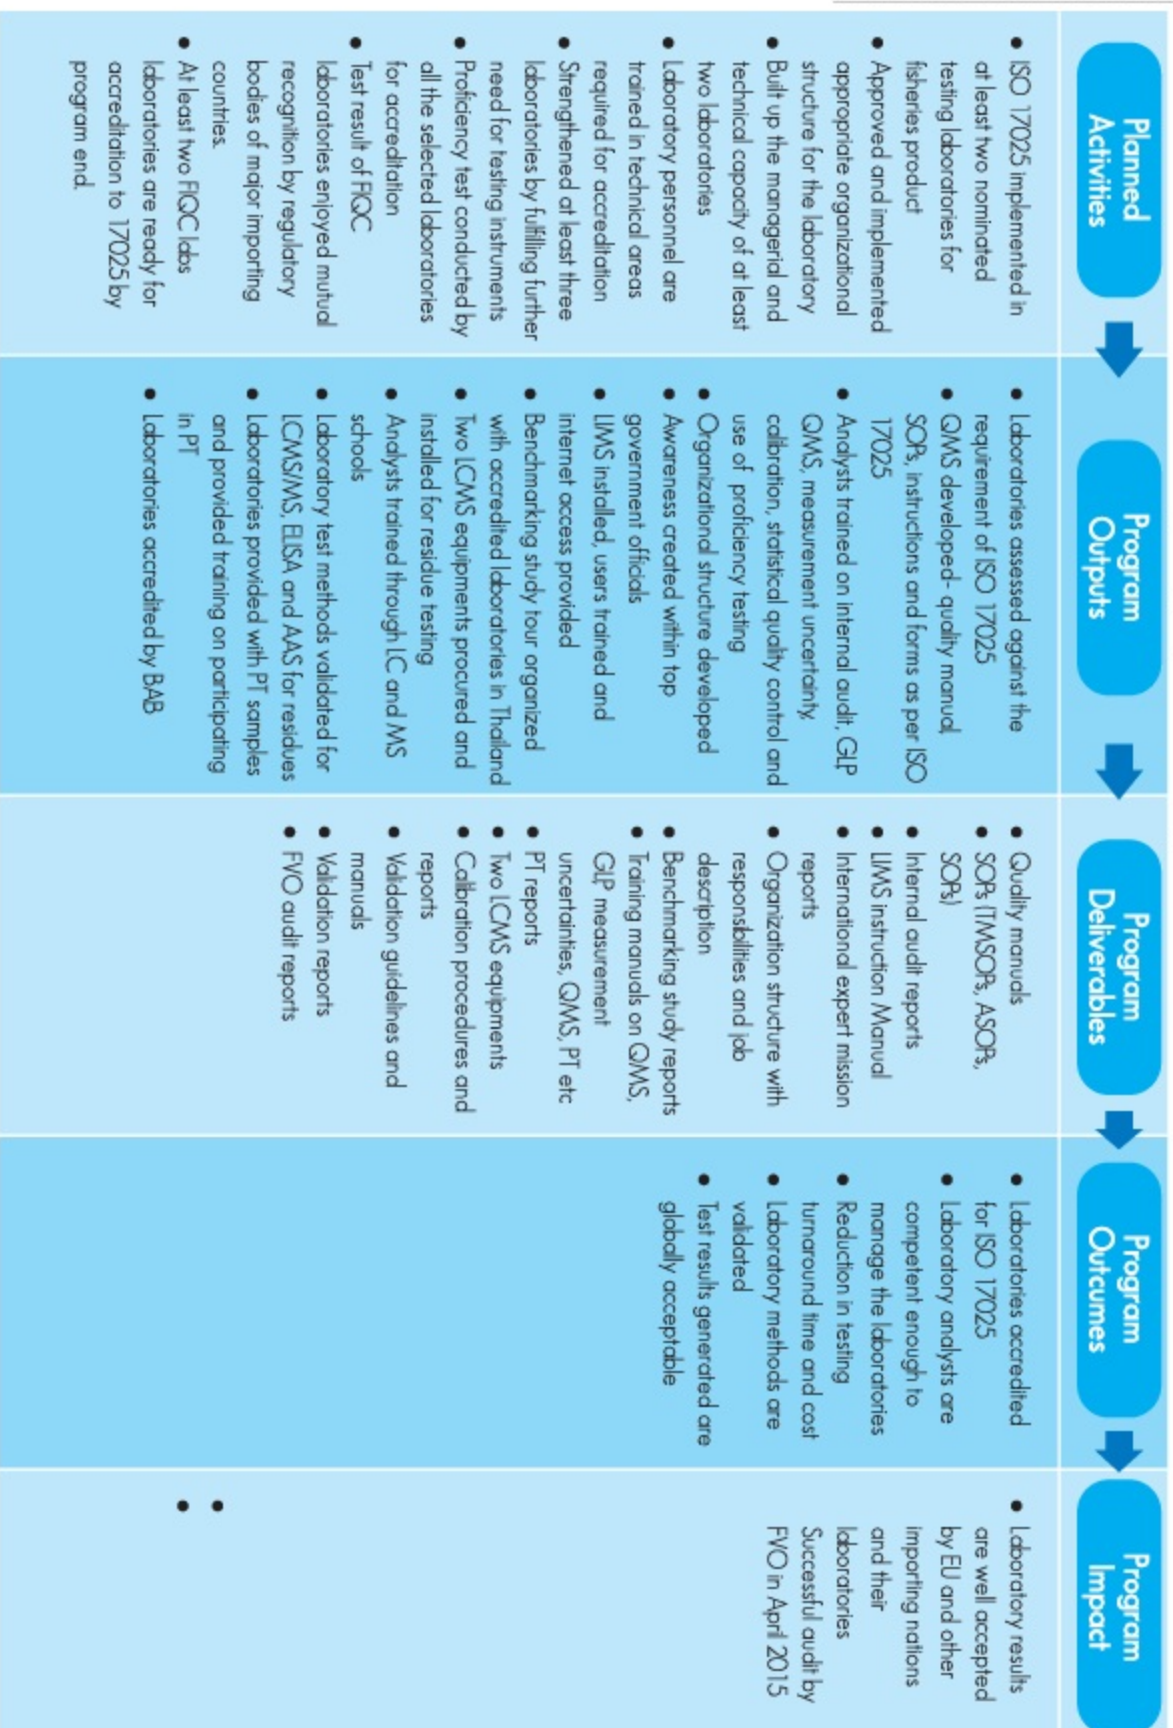 Planned
Activities
• ISO 17025 implemented in
at least two nominated
testing laboratories for
fisheries product
• Approved and implemented
appropriate organizational
structure for the laboratory
• Built up the managerial and
technical capacity of at least
two laboratories
• Laboratory personnel are
trained in technical areas
required for accreditation
• Strengthened at least three
laboratories by fulfilling further
need for testing instruments
• Proficiency test conducted by
all the selected laboratories
for accreditation
• Test result of FIQC
laboratories enjoyed mutual
recognition by regulatory
bodies of major importing
countries.
• At least two FIQC labs
laboratories are ready for
accreditation to 17025 by
program end.
Program
Outputs
• Laboratories assessed against the
requirement of ISO 17025
• QMS developed- quality manual,
SOPs, instructions and forms as per ISO
17025
• Analysts trained on internal audit, GLP
QMS, measurement uncertainty,
calibration, statistical quality control and
use of proficiency testing
• Organizational structure developed
• Awareness created within top
government officials
• LIMS installed, users trained and
internet access provided
• Benchmarking study tour organized
with accredited laboratories in Thailand
• Two LCMS equipments procured and
installed for residue testing
• Analysts trained through LC and MS
schools
• Laboratory test methods validated for
LCMS/MS, ELISA and AAS for residues
• Laboratories provided with PT samples
and provided training on participating
in PT
• Laboratories accredited by BAB
Program
Deliverables
• Quality manuals
• SOPs (TMSOPs, ASOPs,
SOPs)
• Internal audit reports
• LIMS instruction Manual
• International expert mission
reports
• Organization structure with
responsibilities and job
description
• Benchmarking study reports
• Training manuals on QMS,
GLP measurement
uncertainties, QMS, PT etc
• PT reports
• Two LCMS equipments
• Calibration procedures and
reports
• Validation guidelines and
manuals
• Validation reports
• FVO audit reports
Program
Outcumes
• Laboratories accredited
for ISO 17025
• Laboratory analysts are
competent enough to
manage the laboratories
• Reduction in testing
turnaround time and cost
• Laboratory methods are
validated
• Test results generated are
globally acceptable
Program
Impact
• Laboratory results
are well accepted
by EU and other
importing nations
and their
laboratories
Successful audit by
FVO in April 2015
•
•